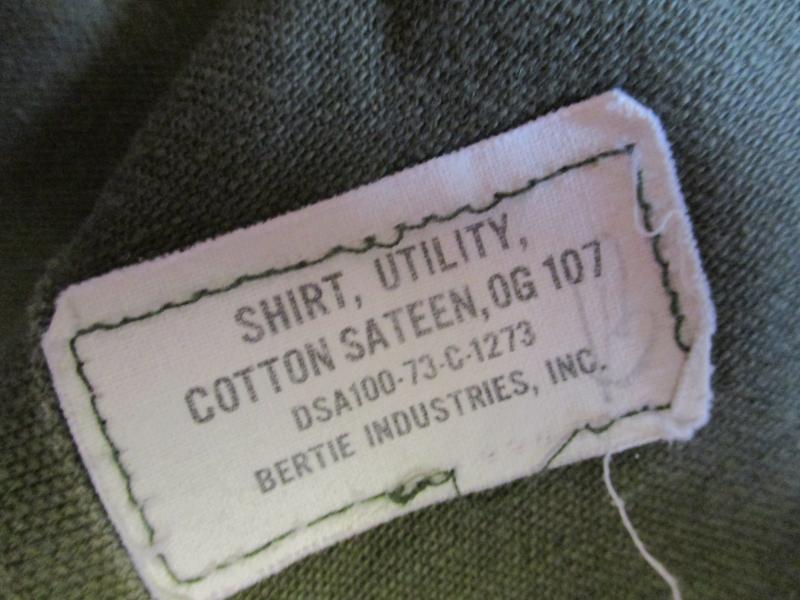 SHIRT, UTILITY,
COTTON SATEEN, OG 107
DSA100-73-C-1273
BERTIE INDUSTRIES, INC.